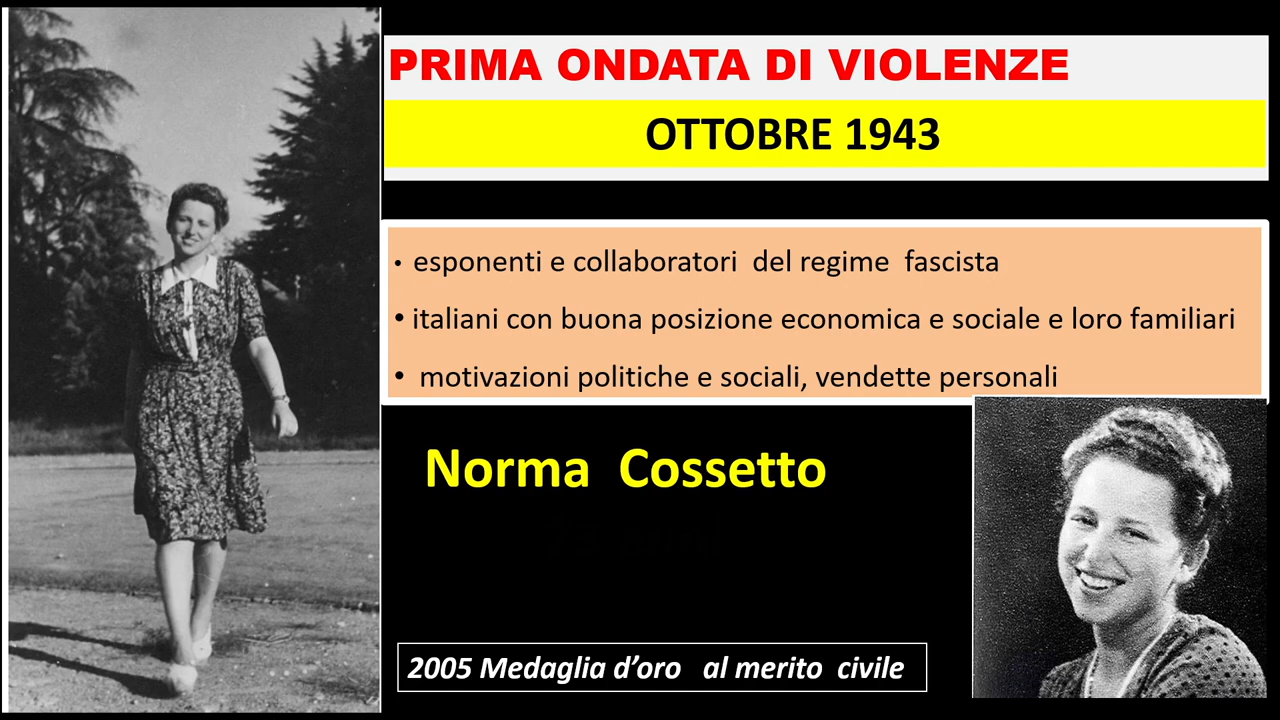 PRIMA ONDATA DI VIOLENZE
OTTOBRE 1943
• esponenti e collaboratori del regime fascista
• italiani con buona posizione economica e sociale e loro familiari
• motivazioni politiche e sociali, vendette personali
Norma Cossetto
2005 Medaglia d’oro al merito civile